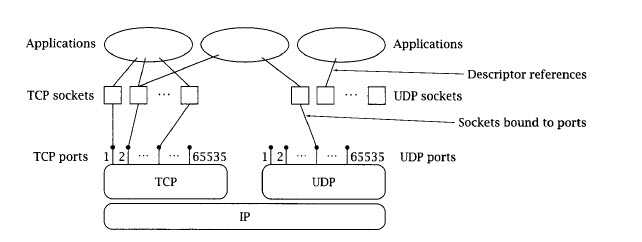 Applications Applications
Descriptor references
TCP sockets ... UDP sockets
Sockets bound to ports
TCP ports 1 2 ... ... 65535 1 2 ... ... 65535 UDP ports
TCP UDP
IP